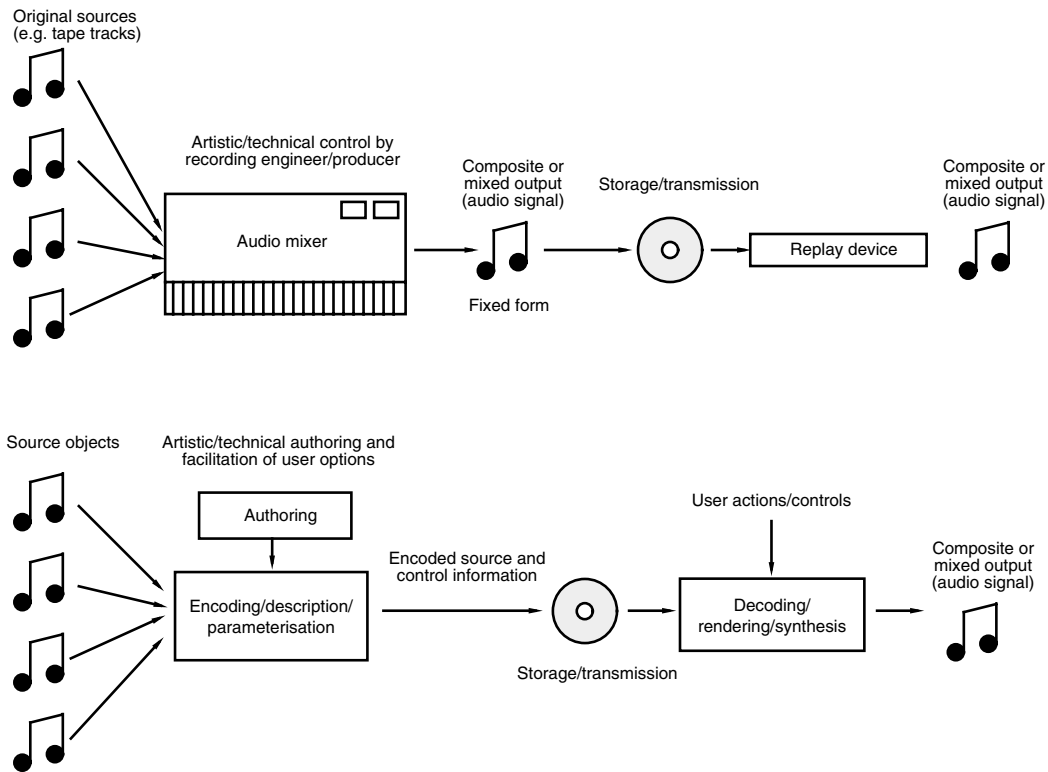 Original sources
(e.g. tape tracks)
Artistic/technical control by
recording engineer/producer
Audio mixer
Composite or
mixed output
(audio signal)
Fixed form
Storage/transmission
Replay device
Composite or
mixed output
(audio signal)
Source objects
Artistic/technical authoring and
facilitation of user options
Authoring
Encoding/description/
parameterisation
Encoded source and
control information
Storage/transmission
User actions/controls
Decoding/
rendering/synthesis
Composite or
mixed output
(audio signal)